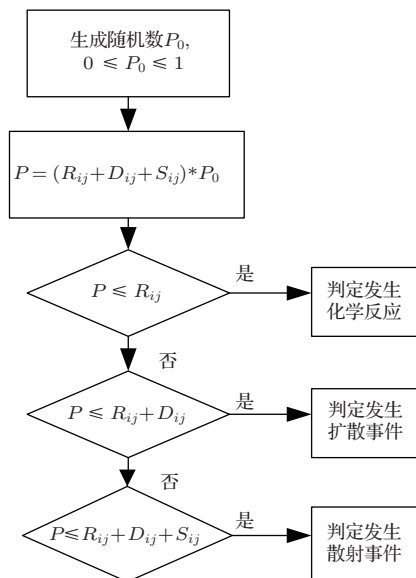 生成随机数P₀,
0 ≤ P₀ ≤ 1
P = (Rᵢⱼ+Dᵢⱼ+Sᵢⱼ)*P₀
P ≤ Rᵢⱼ
是
判定发生
化学反应
否
P ≤ Rᵢⱼ+Dᵢⱼ
是
判定发生
扩散事件
否
P≤Rᵢⱼ+Dᵢⱼ+Sᵢⱼ
是
判定发生
散射事件